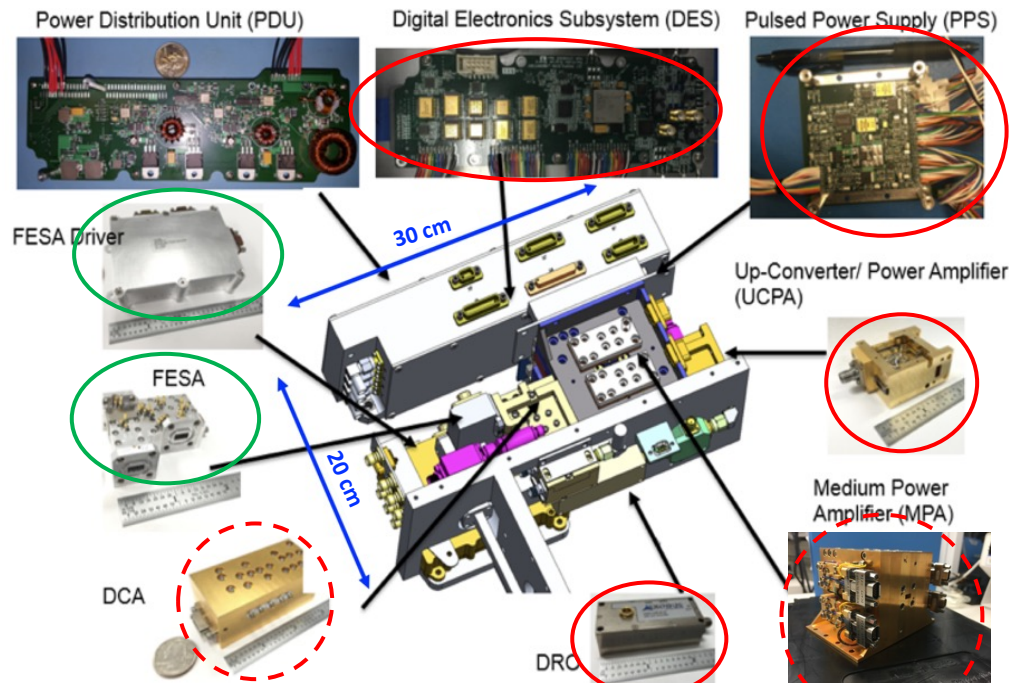 Power Distribution Unit (PDU)
Digital Electronics Subsystem (DES)
Pulsed Power Supply (PPS)
30 cm
FESA Driver
Up-Converter/ Power Amplifier
(UCPA)
FESA
20 cm
Medium Power
Amplifier (MPA)
DCA
DRO